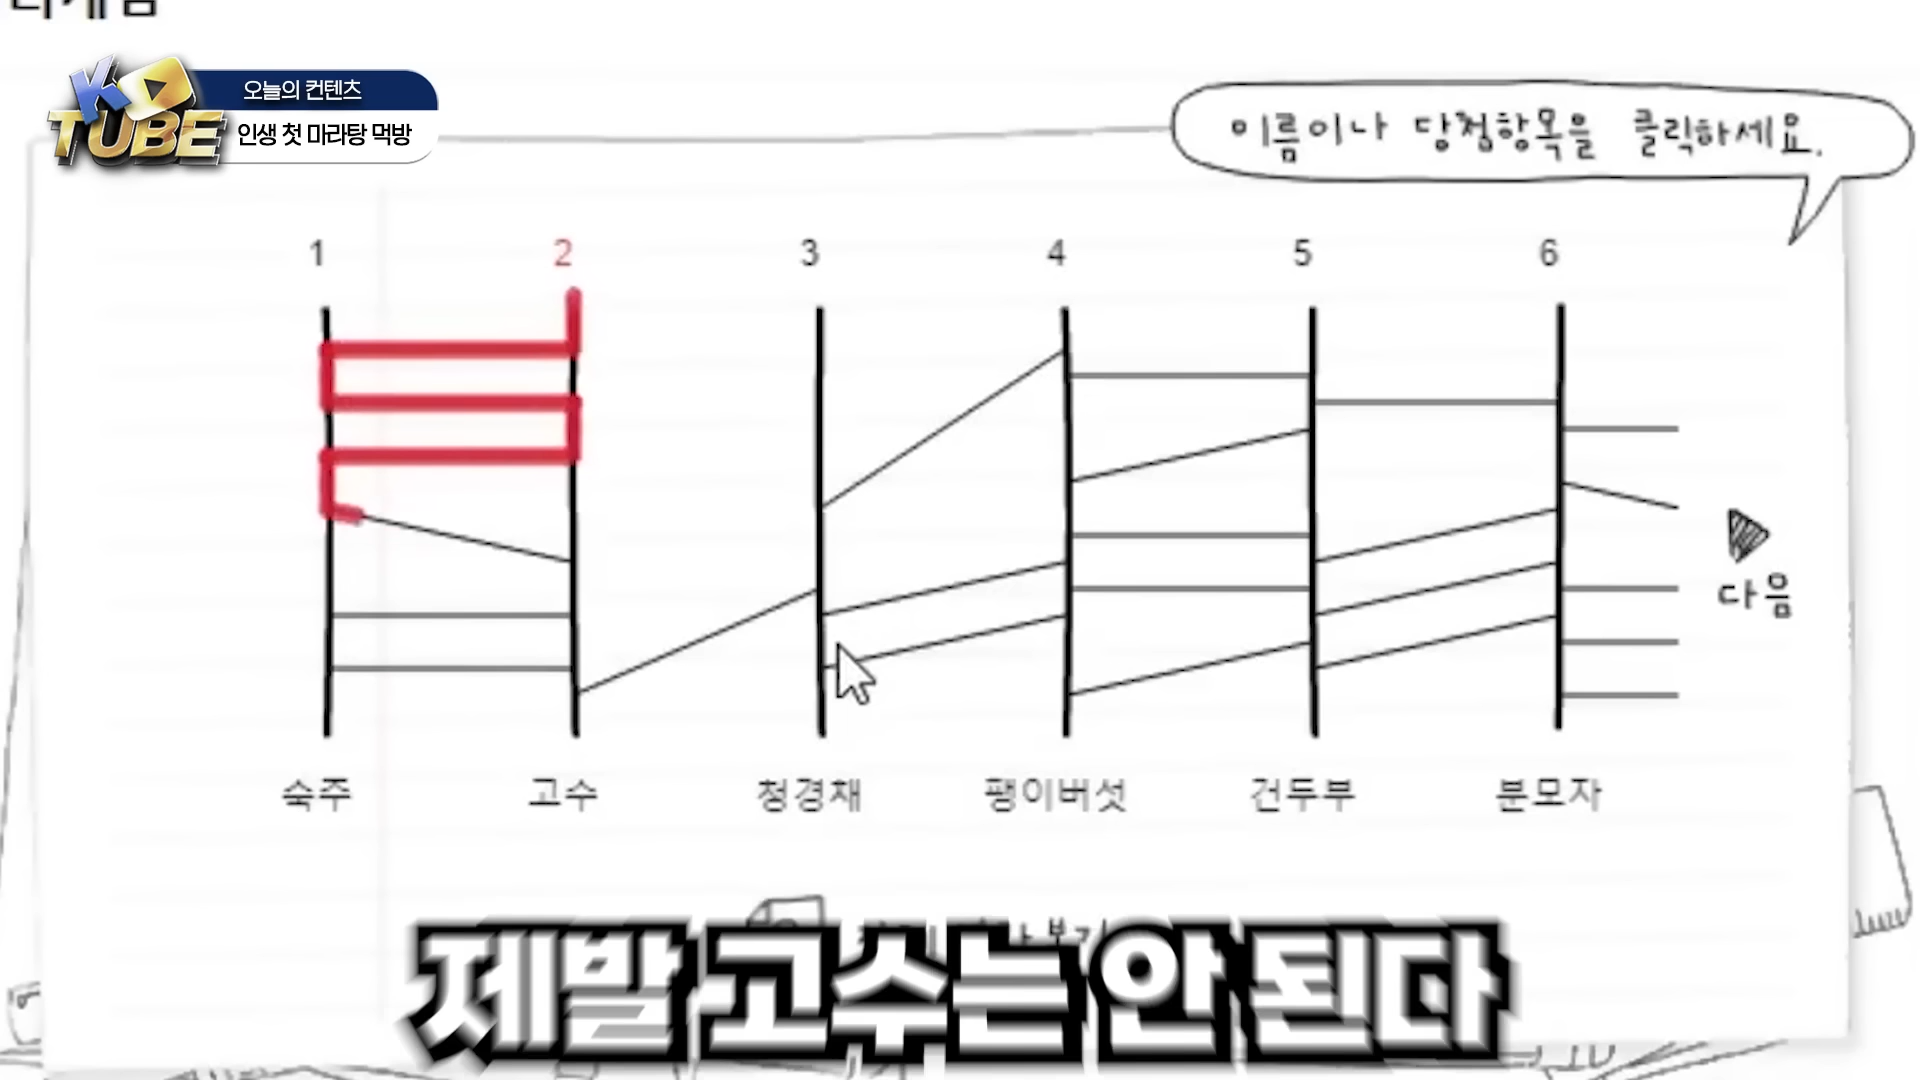 K
TUBE
오늘의 컨텐츠
인생 첫 마라탕 먹방
이름이나 당첨항목을 클릭하세요.
1 2 3 4 5 6
다음
숙주 고수 청경채 팽이버섯 건두부 분모자
제발 고수는 안 된다